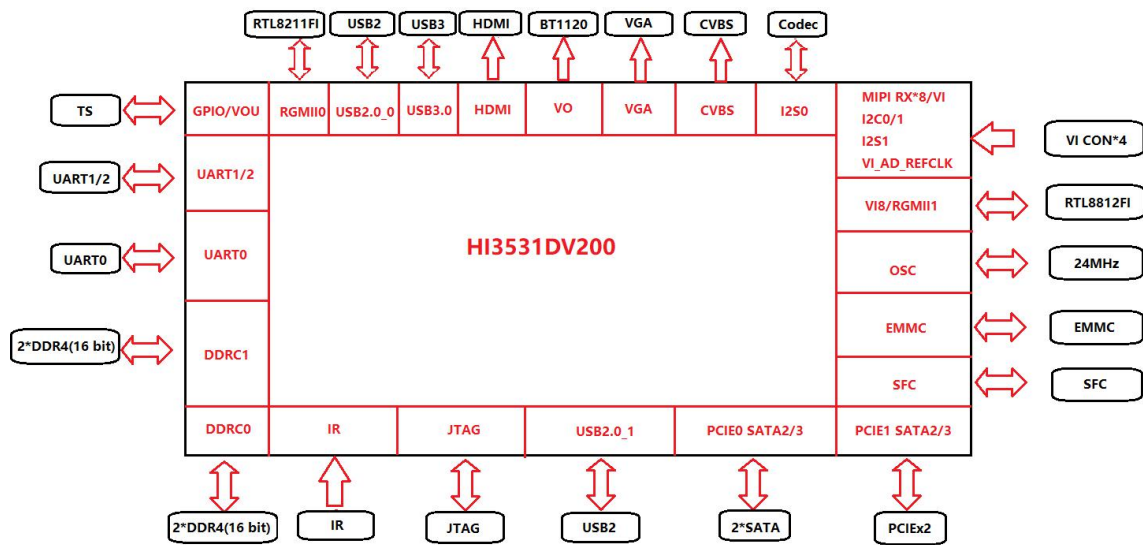 RTL8211FI
USB2
USB3
HDMI
BT1120
VGA
CVBS
Codec
TS
GPIO/VOU
RGMII0
USB2.0_0
USB3.0
HDMI
VO
VGA
CVBS
I2S0
MIPI RX*8/VI
I2C0/1
I2S1
VI_AD_REFCLK
VI CON*4
UART1/2
UART1/2
VI8/RGMII1
RTL8812FI
UART0
UART0
HI3531DV200
OSC
24MHz
EMMC
EMMC
2*DDR4(16 bit)
DDRC1
SFC
SFC
DDRC0
IR
JTAG
USB2.0_1
PCIE0 SATA2/3
PCIE1 SATA2/3
2*DDR4(16 bit)
IR
JTAG
USB2
2*SATA
PCIEx2